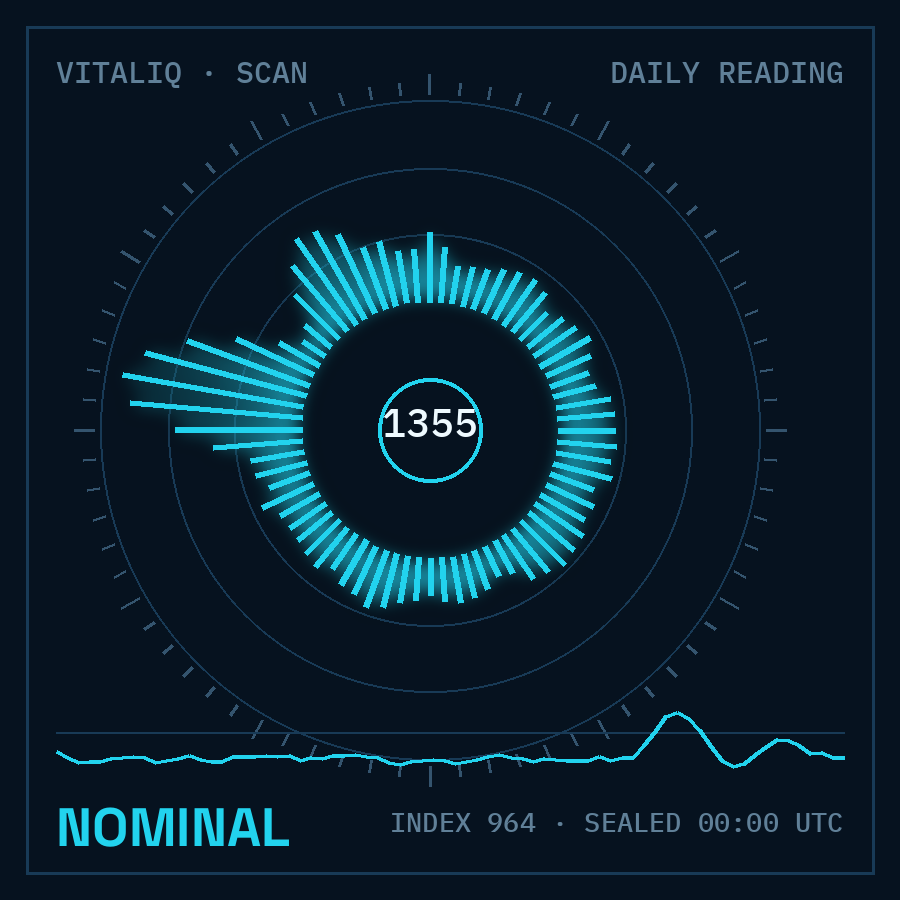 VITALIQ · SCAN
DAILY READING
1355
NOMINAL
INDEX 964 · SEALED 00:00 UTC